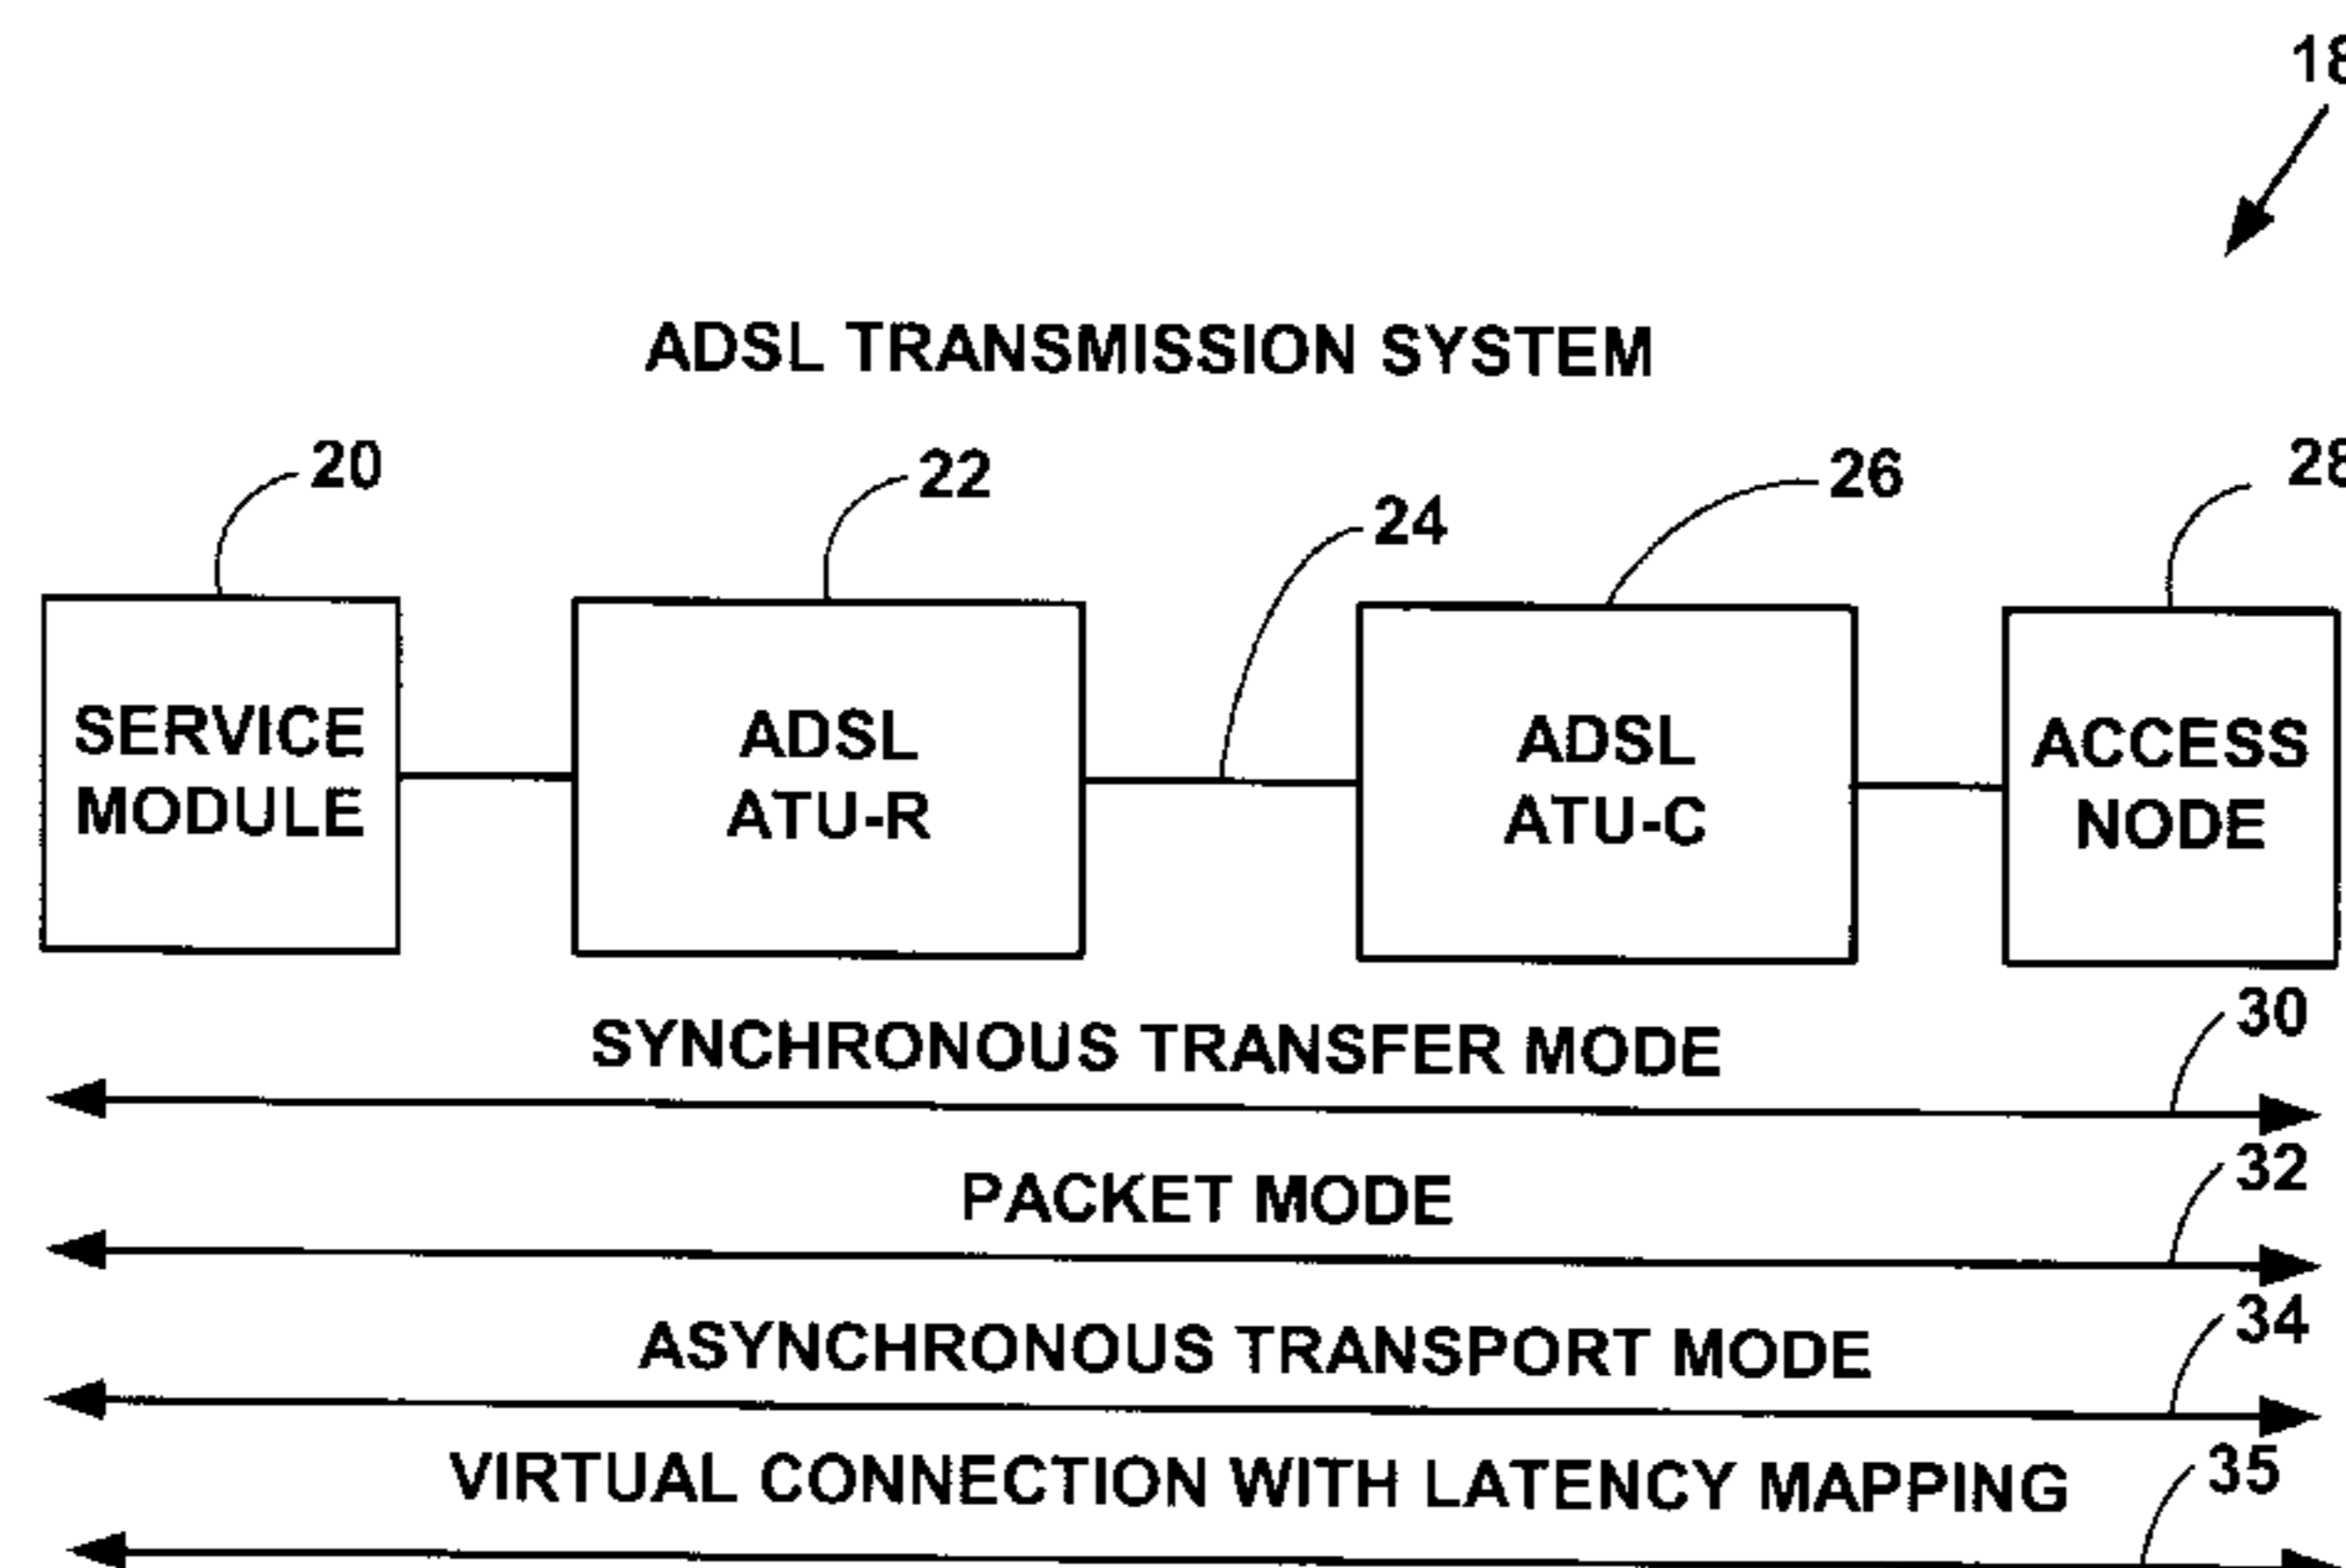 18
ADSL TRANSMISSION SYSTEM
20
22
24
26
28
SERVICE
MODULE
ADSL
ATU-R
ADSL
ATU-C
ACCESS
NODE
30
SYNCHRONOUS TRANSFER MODE
32
PACKET MODE
34
ASYNCHRONOUS TRANSPORT MODE
35
VIRTUAL CONNECTION WITH LATENCY MAPPING